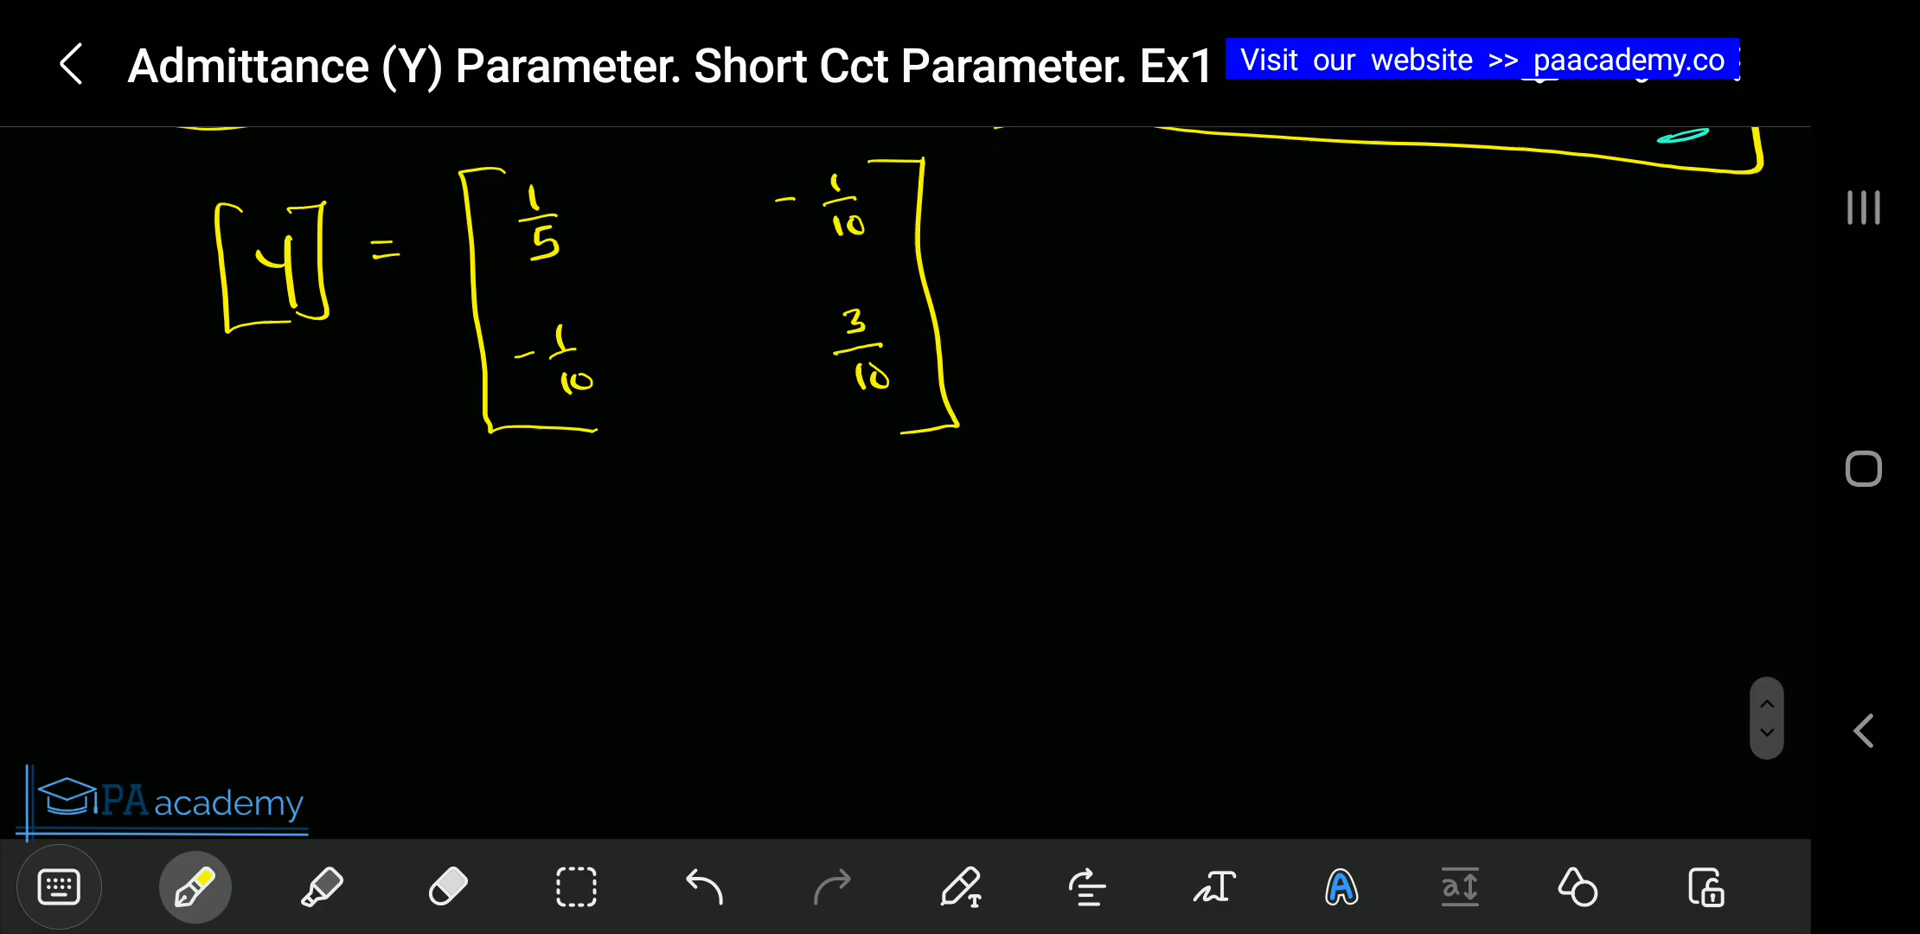 Admittance (Y) Parameter. Short Cct Parameter. Ex1
Visit our website >> paacademy.co
[y] = [ 1/5 - 1/10
- 1/10 3/10 ]
PA academy